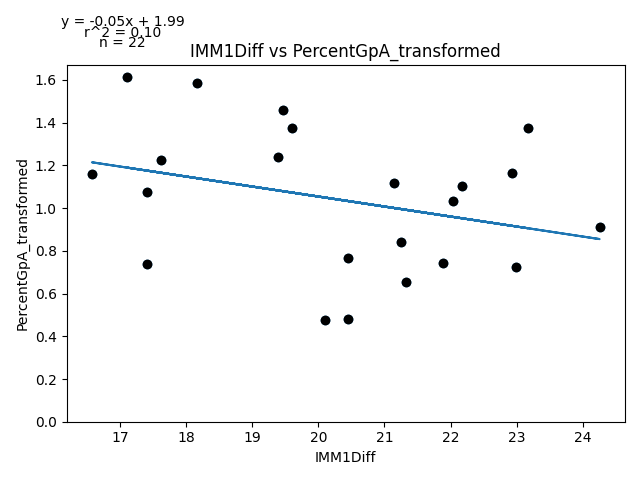 y = -0.05x + 1.99
r^2 = 0.10
n = 22
IMM1Diff vs PercentGpA_transformed
PercentGpA_transformed
1.6
1.4
1.2
1.0
0.8
0.6
0.4
0.2
0.0
17 18 19 20 21 22 23 24
IMM1Diff